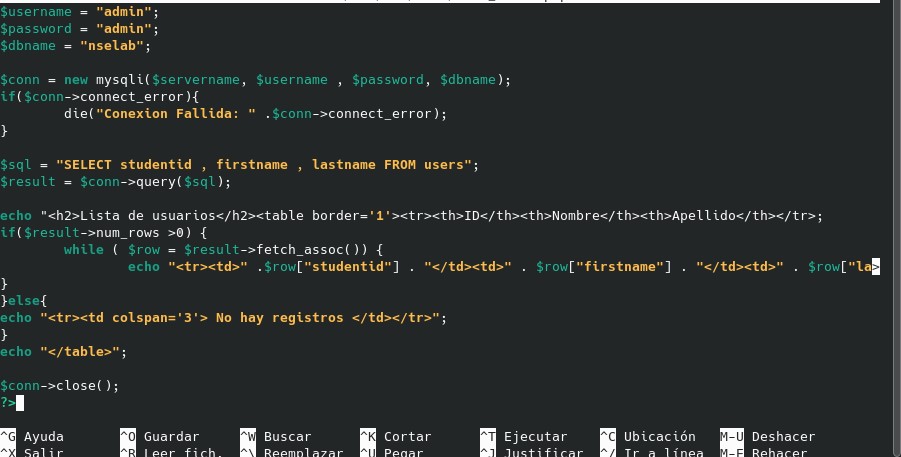 $username = "admin";
$password = "admin";
$dbname = "nselab";
$conn = new mysqli($servername, $username , $password, $dbname);
if($conn->connect_error){
        die("Conexion Fallida: " .$conn->connect_error);
}
$sql = "SELECT studentid , firstname , lastname FROM users";
$result = $conn->query($sql);
echo "<h2>Lista de usuarios</h2><table border='1'><tr><th>ID</th><th>Nombre</th><th>Apellido</th></tr>;
if($result->num_rows >0) {
        while ( $row = $result->fetch_assoc()) {
                echo "<tr><td>" .$row["studentid"] . "</td><td>" . $row["firstname"] . "</td><td>" . $row["la>
}
}else{
echo "<tr><td colspan='3'> No hay registros </td></tr>";
}
echo "</table>";
$conn->close();
?>
^G Ayuda ^O Guardar ^W Buscar ^K Cortar ^T Ejecutar ^C Ubicación M-U Deshacer
^X Salir ^R Leer fich. ^\ Reemplazar ^U Pegar ^J Justificar ^/ Ir a línea M-E Rehacer